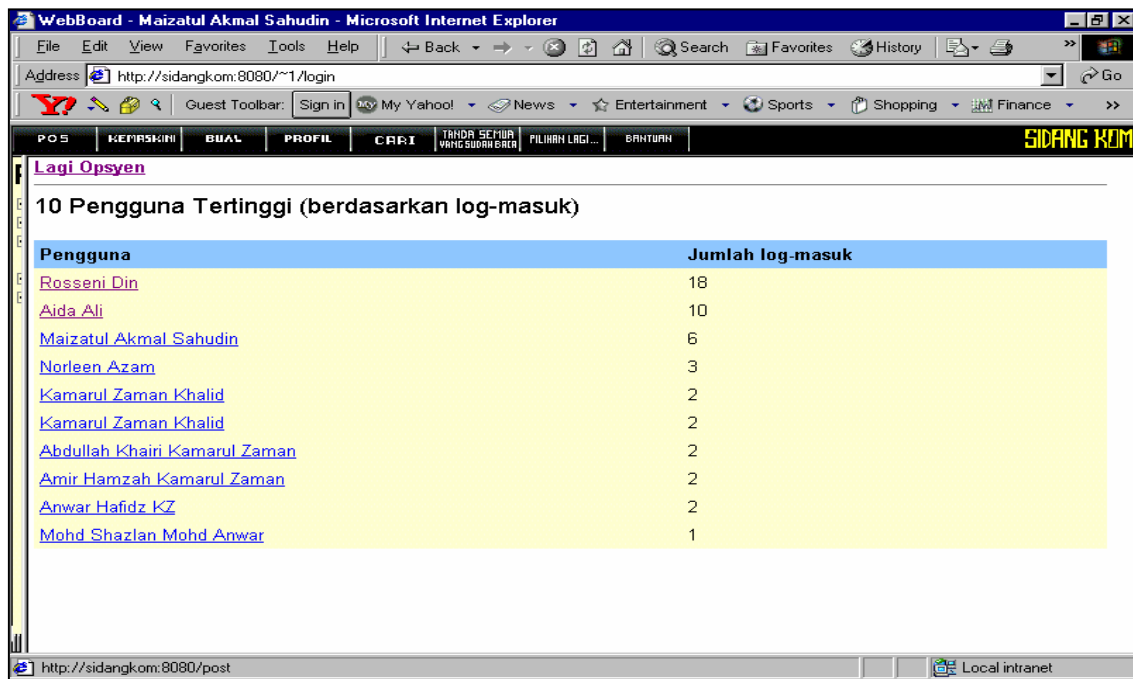 WebBoard - Maizatul Akmal Sahudin - Microsoft Internet Explorer
File Edit View Favorites Tools Help Back Search Favorites History »
Address http://sidangkom:8080/~1/login Go
Y! Guest Toolbar: Sign in My Yahoo! News Entertainment Sports Shopping Finance »
POS KEMASKINI BUAL PROFIL CARI TANDA SEMUA YANG SUDAH BACA PILIHAN LAGI... BANTUAN SIDANG KOM
Lagi Opsyen
10 Pengguna Tertinggi (berdasarkan log-masuk)
Pengguna Jumlah log-masuk
Rosseni Din 18
Aida Ali 10
Maizatul Akmal Sahudin 6
Norleen Azam 3
Kamarul Zaman Khalid 2
Kamarul Zaman Khalid 2
Abdullah Khairi Kamarul Zaman 2
Amir Hamzah Kamarul Zaman 2
Anwar Hafidz KZ 2
Mohd Shazlan Mohd Anwar 1
http://sidangkom:8080/post Local intranet